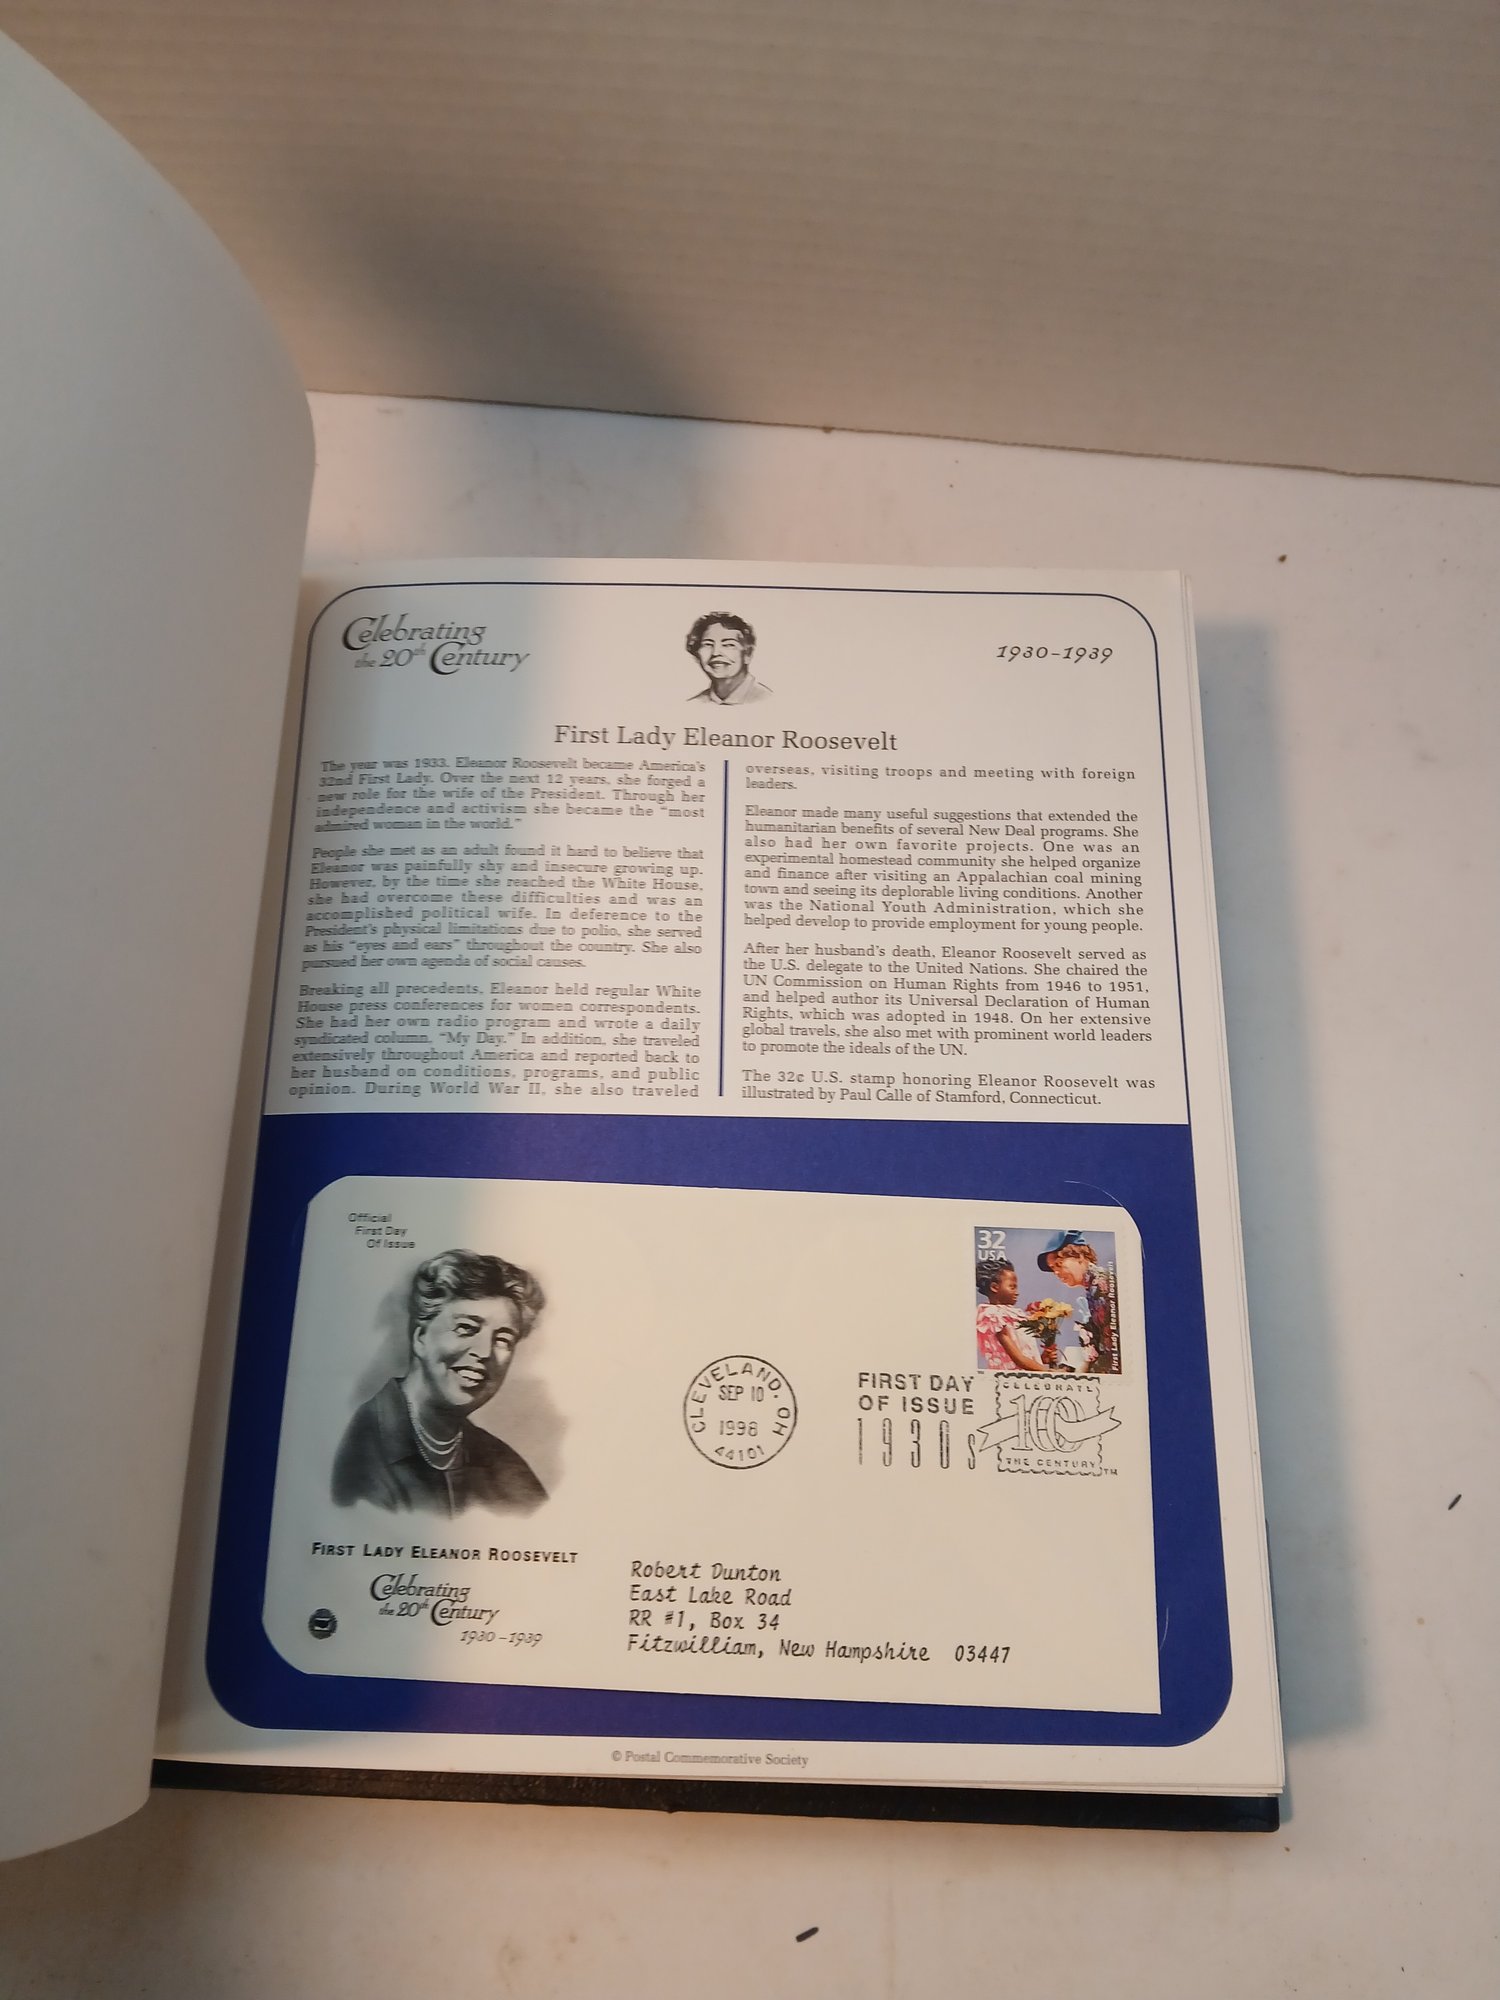 Celebrating
the 20th Century
1930-1939
First Lady Eleanor Roosevelt
The year was 1933. Eleanor Roosevelt became America's
32nd First Lady. Over the next 12 years, she forged a
new role for the wife of the President. Through her
independence and activism she became the "most
admired woman in the world."
People she met as an adult found it hard to believe that
Eleanor was painfully shy and insecure growing up.
However, by the time she reached the White House,
she had overcome these difficulties and was an
accomplished political wife. In deference to the
President's physical limitations due to polio, she served
as his "eyes and ears" throughout the country. She also
pursued her own agenda of social causes.
Breaking all precedents, Eleanor held regular White
House press conferences for women correspondents.
She had her own radio program and wrote a daily
syndicated column, "My Day." In addition, she traveled
extensively throughout America and reported back to
her husband on conditions, programs, and public
opinion. During World War II, she also traveled
overseas, visiting troops and meeting with foreign
leaders.
Eleanor made many useful suggestions that extended the
humanitarian benefits of several New Deal programs. She
also had her own favorite projects. One was an
experimental homestead community she helped organize
and finance after visiting an Appalachian coal mining
town and seeing its deplorable living conditions. Another
was the National Youth Administration, which she
helped develop to provide employment for young people.
After her husband's death, Eleanor Roosevelt served as
the U.S. delegate to the United Nations. She chaired the
UN Commission on Human Rights from 1946 to 1951,
and helped author its Universal Declaration of Human
Rights, which was adopted in 1948. On her extensive
global travels, she also met with prominent world leaders
to promote the ideals of the UN.
The 32¢ U.S. stamp honoring Eleanor Roosevelt was
illustrated by Paul Calle of Stamford, Connecticut.
Official
First Day
Of Issue
32
USA
First Lady Eleanor Roosevelt
CLEVELAND, OH
SEP 10
1998
44101
FIRST DAY
OF ISSUE
1930s
CELEBRATE
100
THE CENTURY TM
FIRST LADY ELEANOR ROOSEVELT
Celebrating
the 20th Century
1930-1939
Robert Dunton
East Lake Road
RR #1, Box 34
Fitzwilliam, New Hampshire 03447
© Postal Commemorative Society